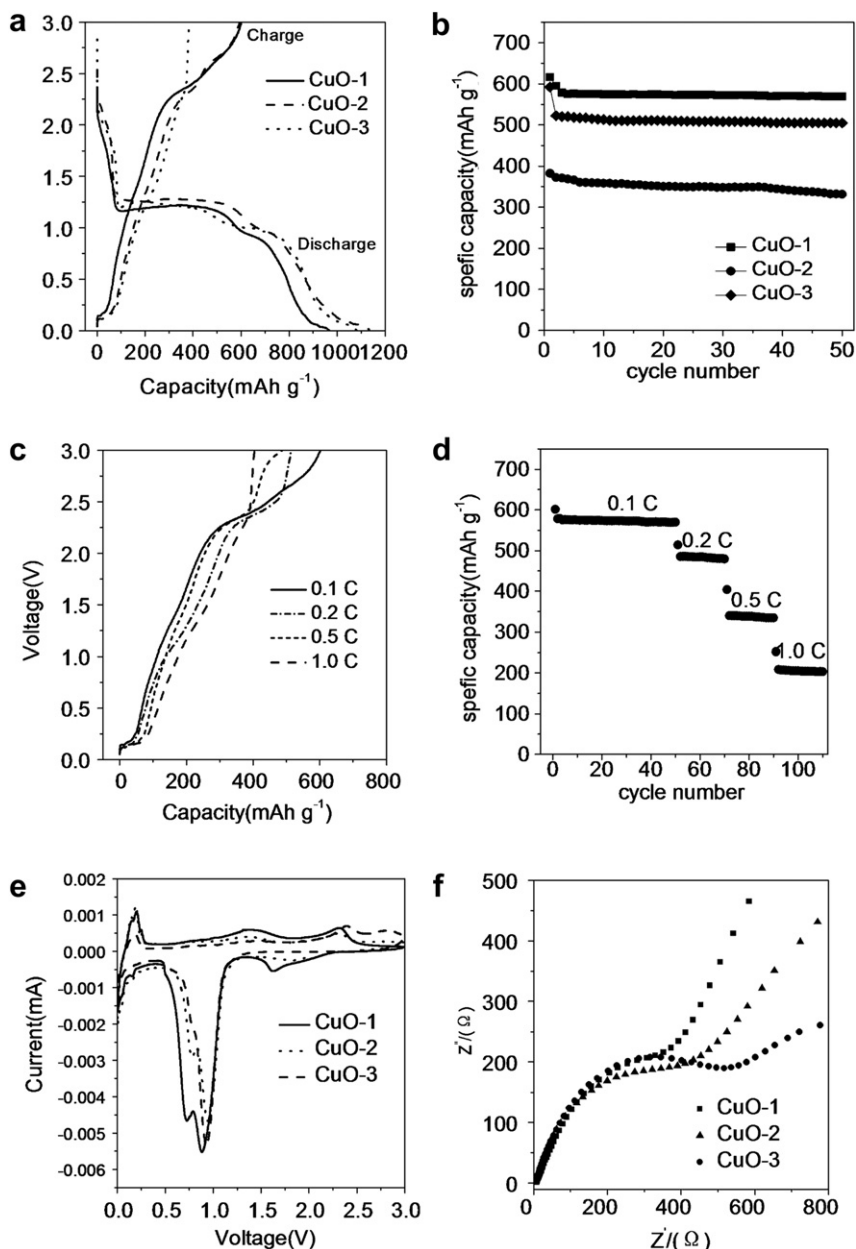 a
3.0
2.5
2.0
1.5
1.0
0.5
0.0
Charge
CuO-1
CuO-2
CuO-3
Discharge
0 200 400 600 800 1000 1200
Capacity(mAh g⁻¹)
b
spefic capacity(mAh g⁻¹)
700
600
500
400
300
200
100
0
CuO-1
CuO-2
CuO-3
0 10 20 30 40 50
cycle number
c
Voltage(V)
3.0
2.5
2.0
1.5
1.0
0.5
0.0
0.1 C
0.2 C
0.5 C
1.0 C
0 200 400 600 800
Capacity(mAh g⁻¹)
d
spefic capacity(mAh g⁻¹)
700
600
500
400
300
200
100
0
0.1 C
0.2 C
0.5 C
1.0 C
0 20 40 60 80 100
cycle number
e
Current(mA)
0.002
0.001
0.000
-0.001
-0.002
-0.003
-0.004
-0.005
-0.006
CuO-1
CuO-2
CuO-3
0.0 0.5 1.0 1.5 2.0 2.5 3.0
Voltage(V)
f
Z"/(Ω)
500
400
300
200
100
0
CuO-1
CuO-2
CuO-3
0 200 400 600 800
Z'/(Ω)